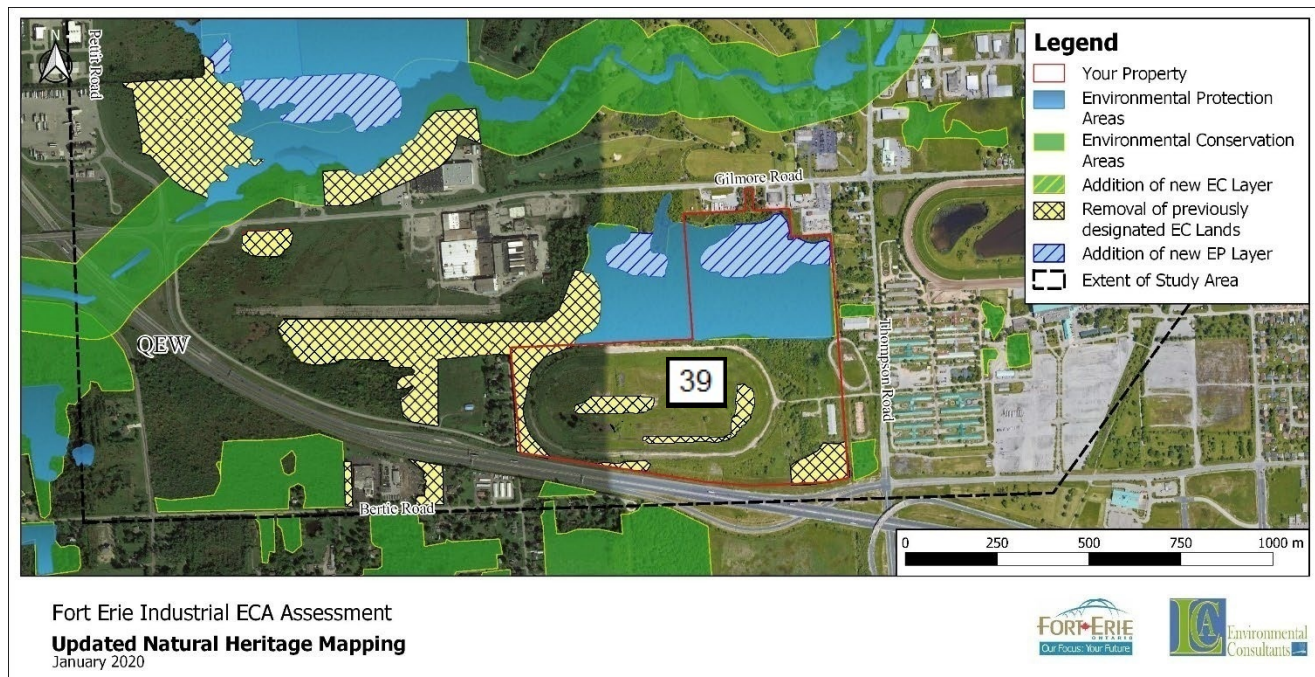 Pettit Road
N
Legend
Your Property
Environmental Protection
Areas
Environmental Conservation
Areas
Addition of new EC Layer
Removal of previously
designated EC Lands
Addition of new EP Layer
Extent of Study Area
Gilmore Road
QEW
39
Thompson Road
Bertie Road
0 250 500 750 1000 m
Fort Erie Industrial ECA Assessment
Updated Natural Heritage Mapping
January 2020
FORT ERIE
ONTARIO
Our Focus: Your Future
LCA
Environmental
Consultants